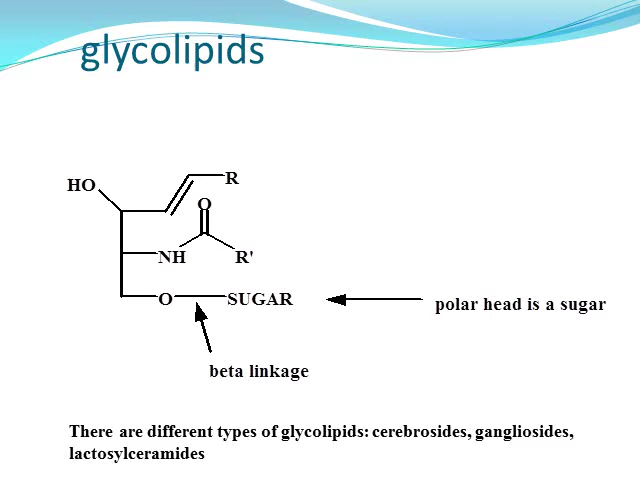 glycolipids
HO
R
O
NH
R'
O
SUGAR
polar head is a sugar
beta linkage
There are different types of glycolipids: cerebrosides, gangliosides,
lactosylceramides